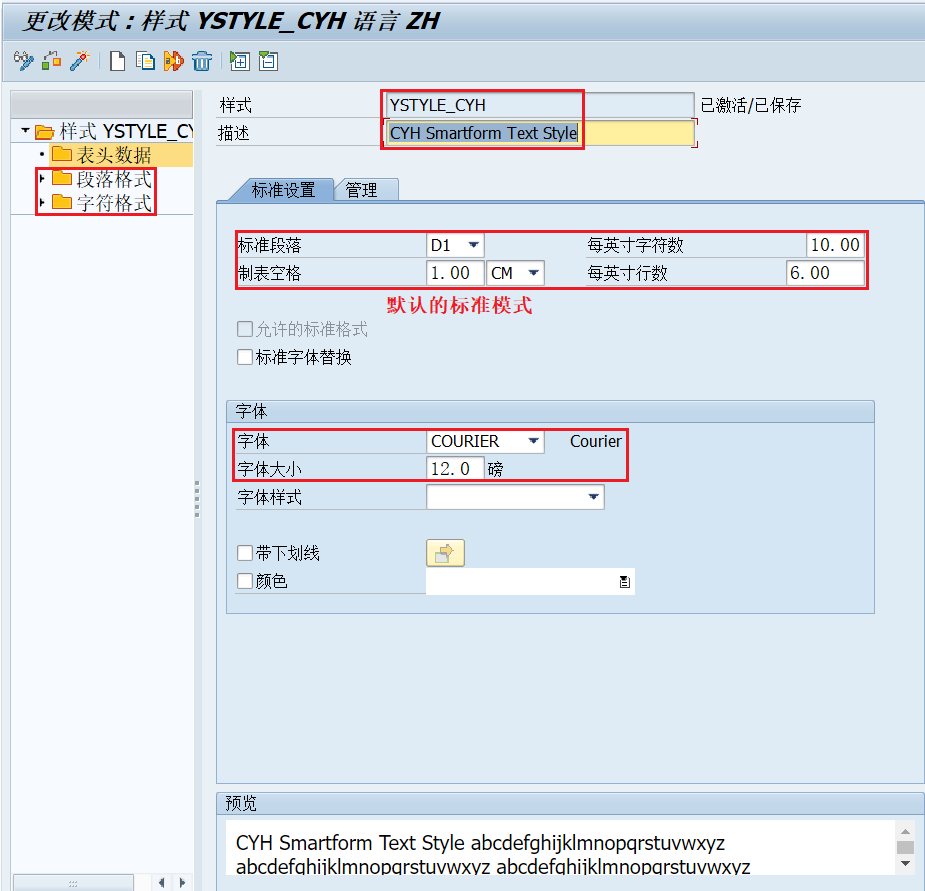 更改模式：样式 YSTYLE_CYH 语言 ZH
样式 YSTYLE_CY
表头数据
段落格式
字符格式
样式 YSTYLE_CYH 已激活/已保存
描述 CYH Smartform Text Style
标准设置 管理
标准段落 D1 每英寸字符数 10.00
制表空格 1.00 CM 每英寸行数 6.00
默认的标准模式
允许的标准格式
标准字体替换
字体
字体 COURIER Courier
字体大小 12.0 磅
字体样式
带下划线
颜色
预览
CYH Smartform Text Style abcdefghijklmnopqrstuvwxyz
abcdefghijklmnopqrstuvwxyz abcdefghijklmnopqrstuvwxyz